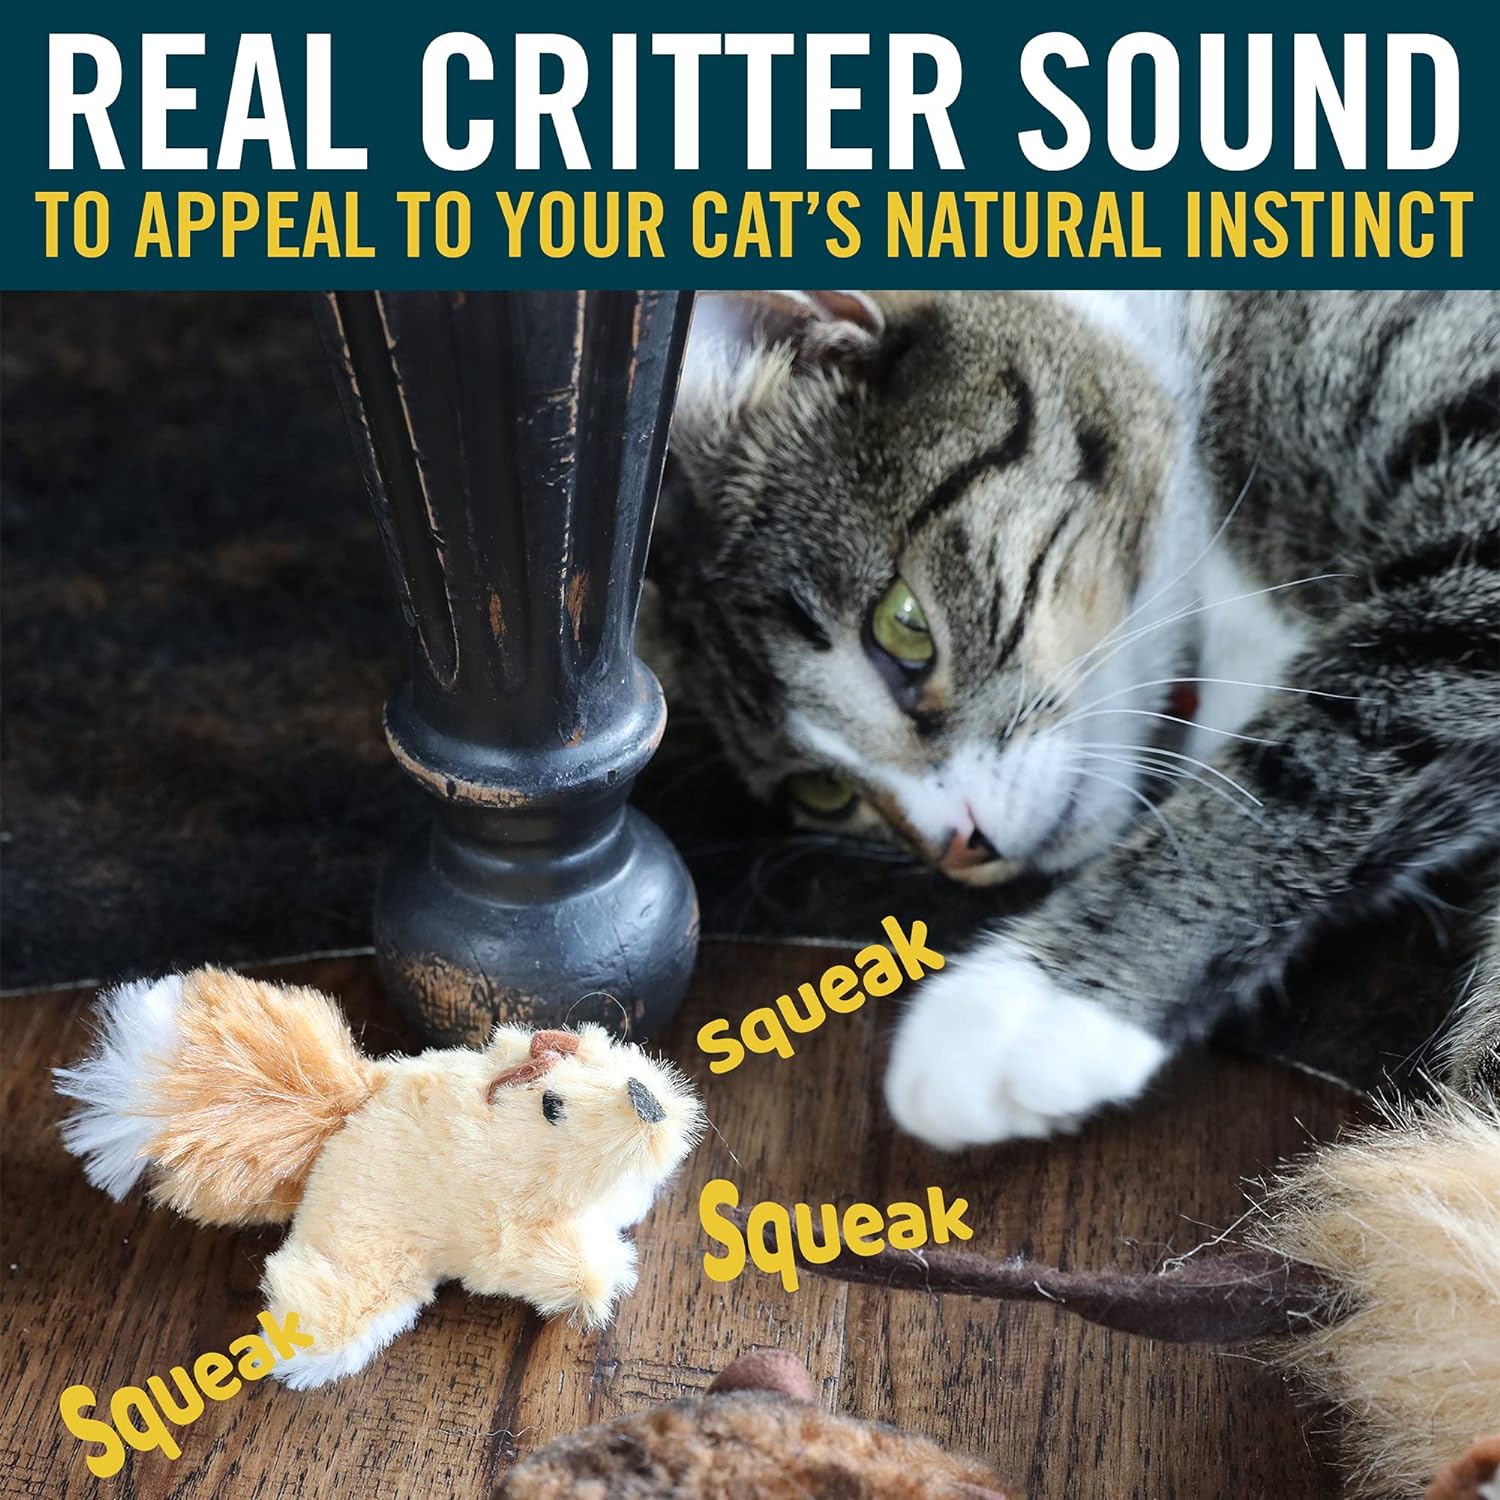 REAL CRITTER SOUND
TO APPEAL TO YOUR CAT'S NATURAL INSTINCT
squeak
Squeak
Squeak